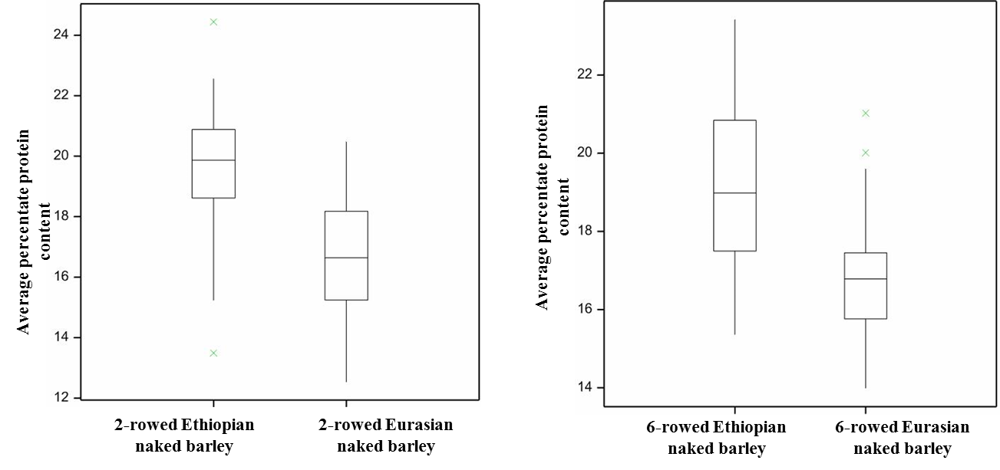 Average percentate protein
content
24
22
20
18
16
14
12
2-rowed Ethiopian
naked barley
2-rowed Eurasian
naked barley
Average percentate protein
content
22
20
18
16
14
6-rowed Ethiopian
naked barley
6-rowed Eurasian
naked barley